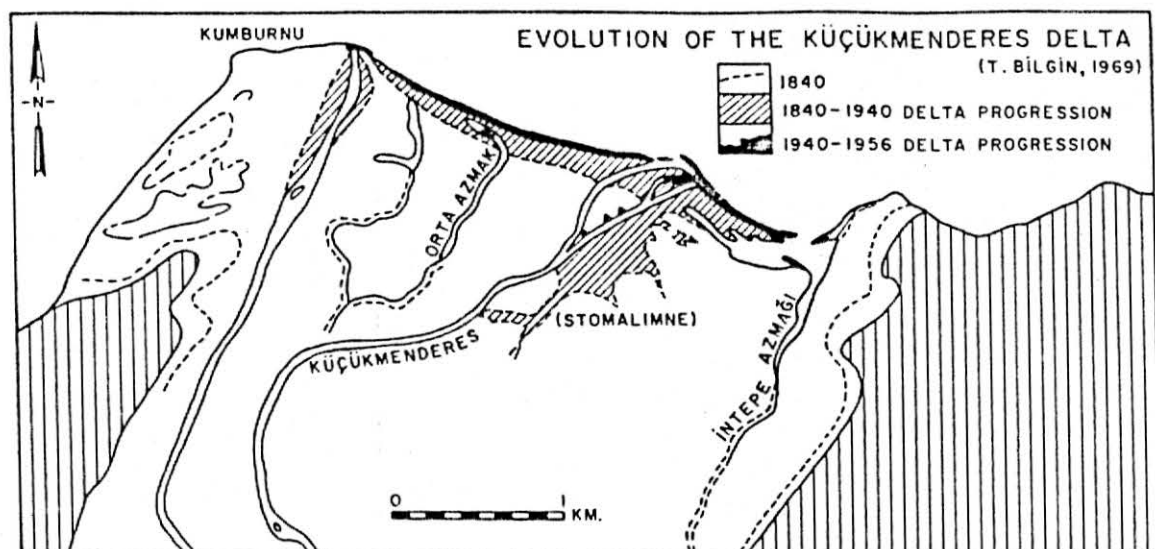 KUMBURNU
EVOLUTION OF THE KÜÇÜKMENDERES DELTA
(T. BİLGİN, 1969)
1840
1840-1940 DELTA PROGRESSION
1940-1956 DELTA PROGRESSION
-N-
ORTA AZMAK
(STOMALIMNE)
KÜÇÜKMENDERES
İNTEPE AZMAĞI
0 1
KM.